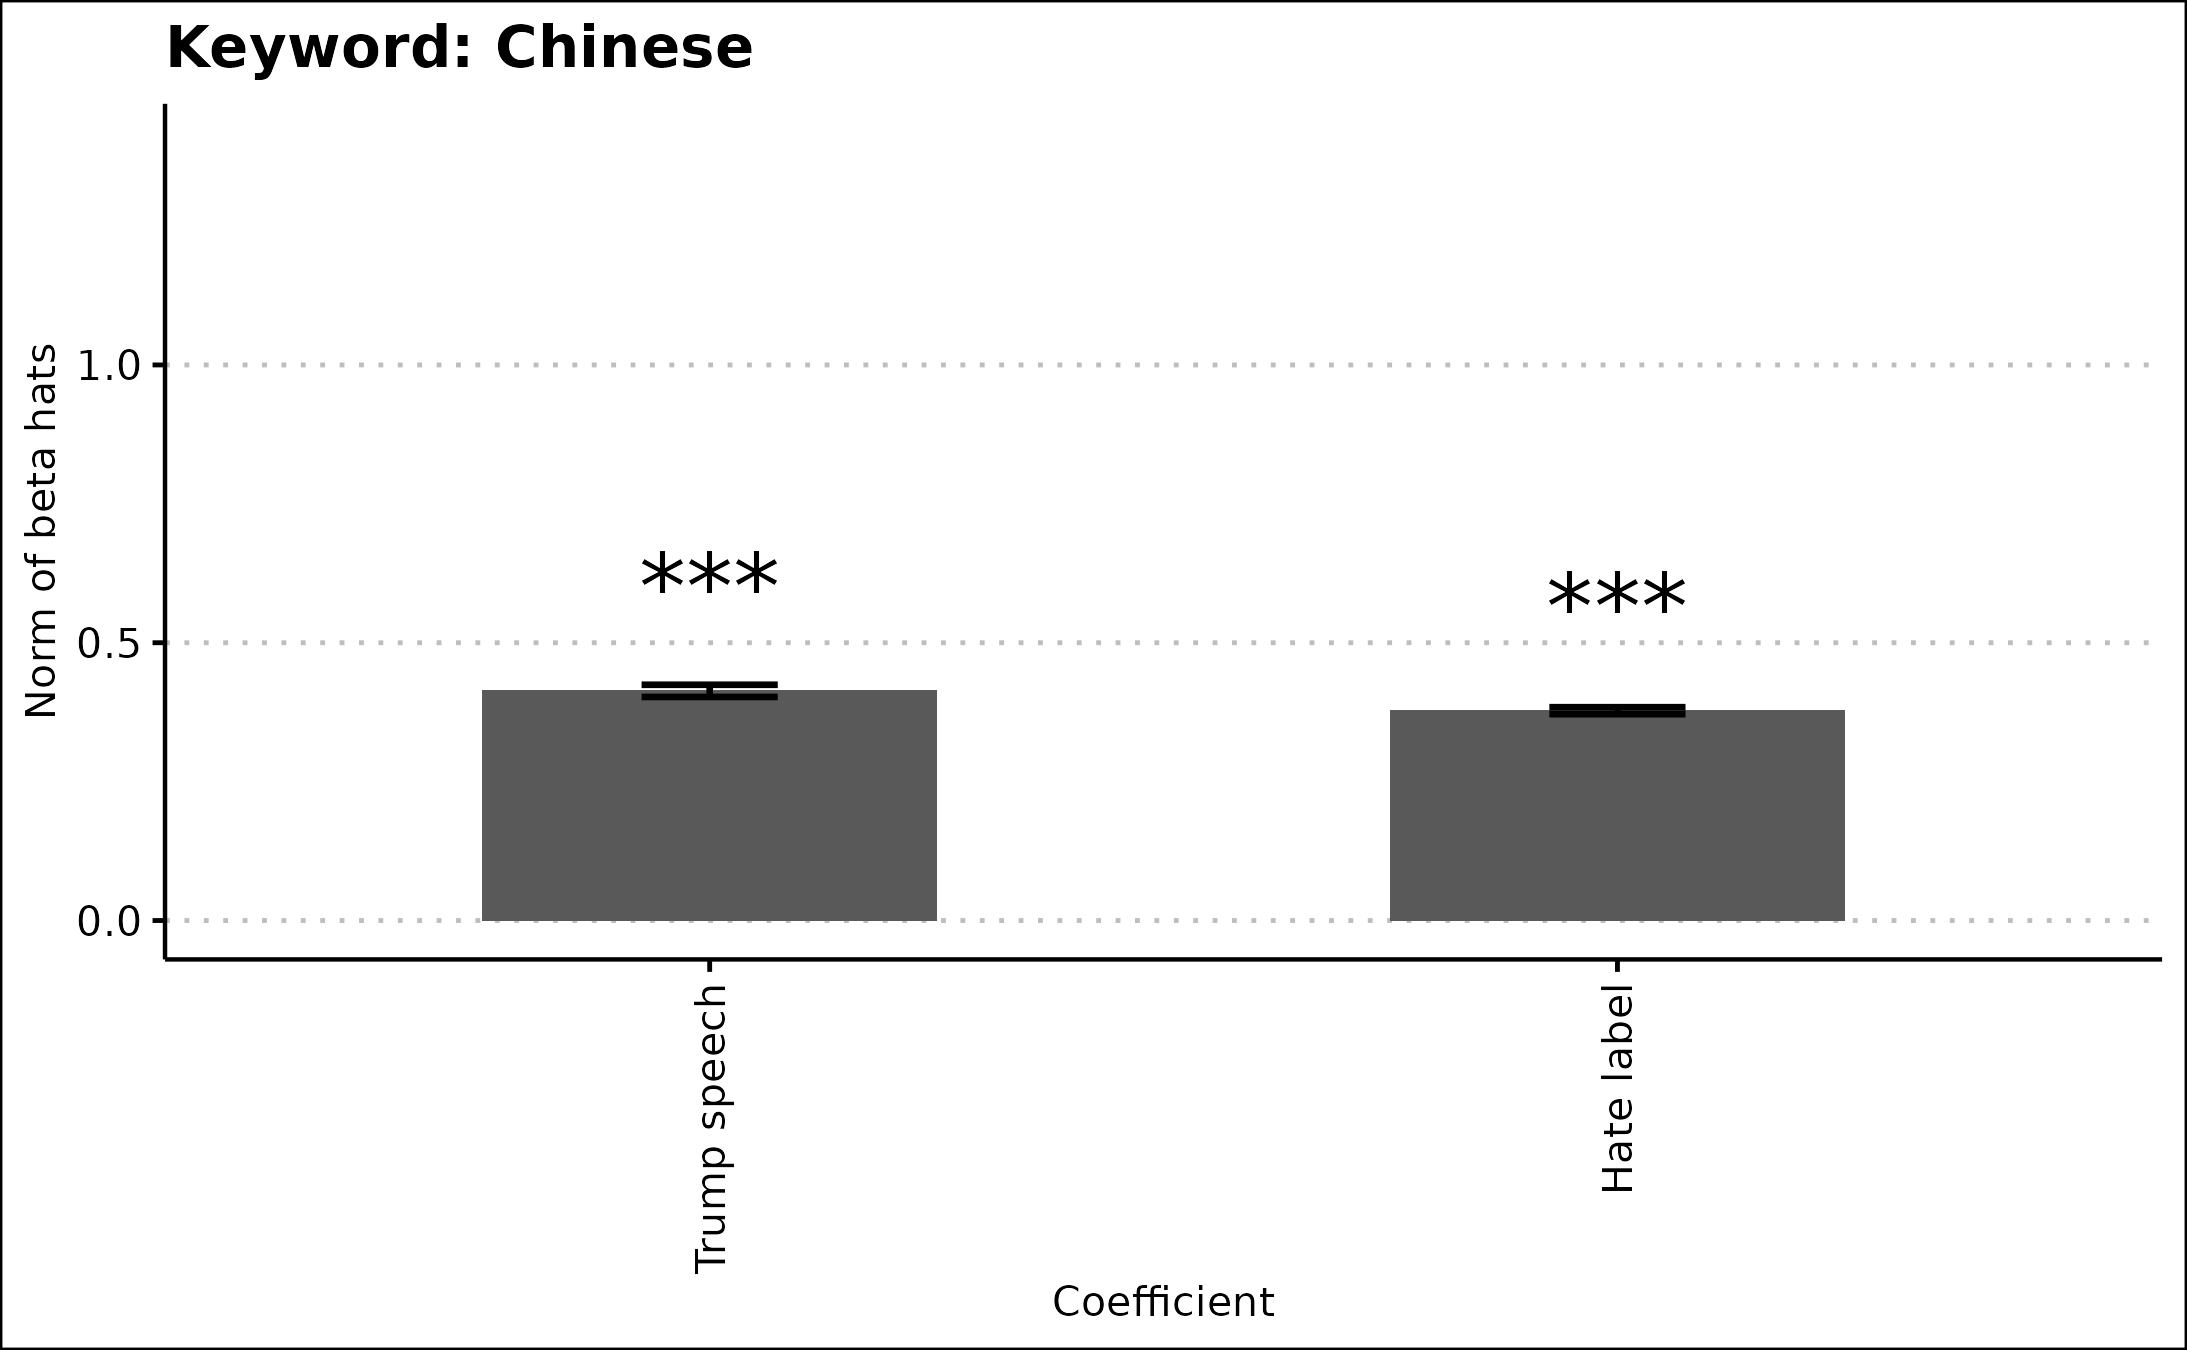 Keyword: Chinese
Norm of beta hats
1.0
0.5
0.0
***
***
Trump speech
Hate label
Coefficient